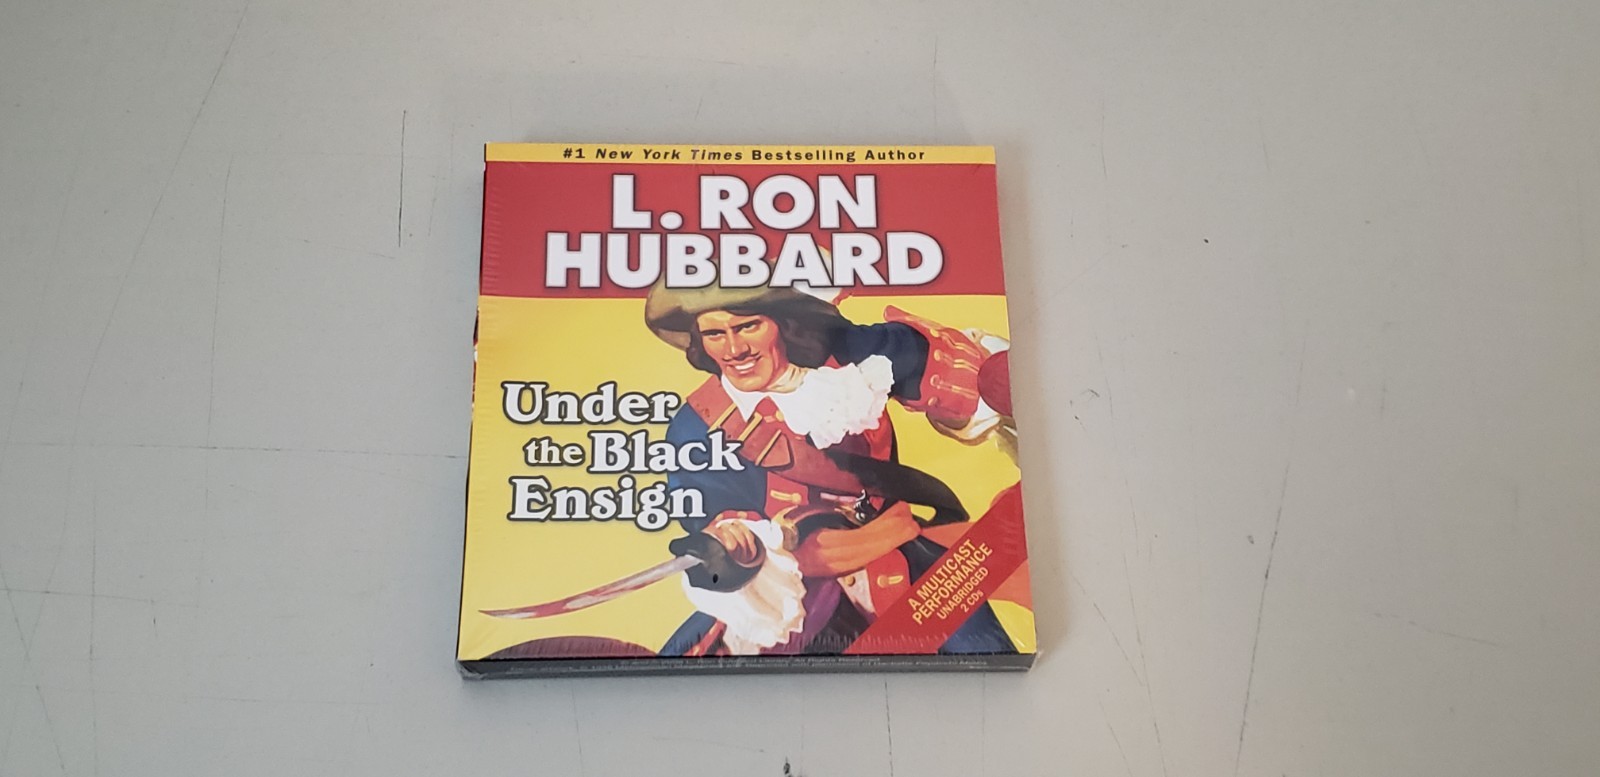 #1 New York Times Bestselling Author
L. RON
HUBBARD
Under
the Black
Ensign
A MULTICAST
PERFORMANCE
UNABRIDGED
2 CDs